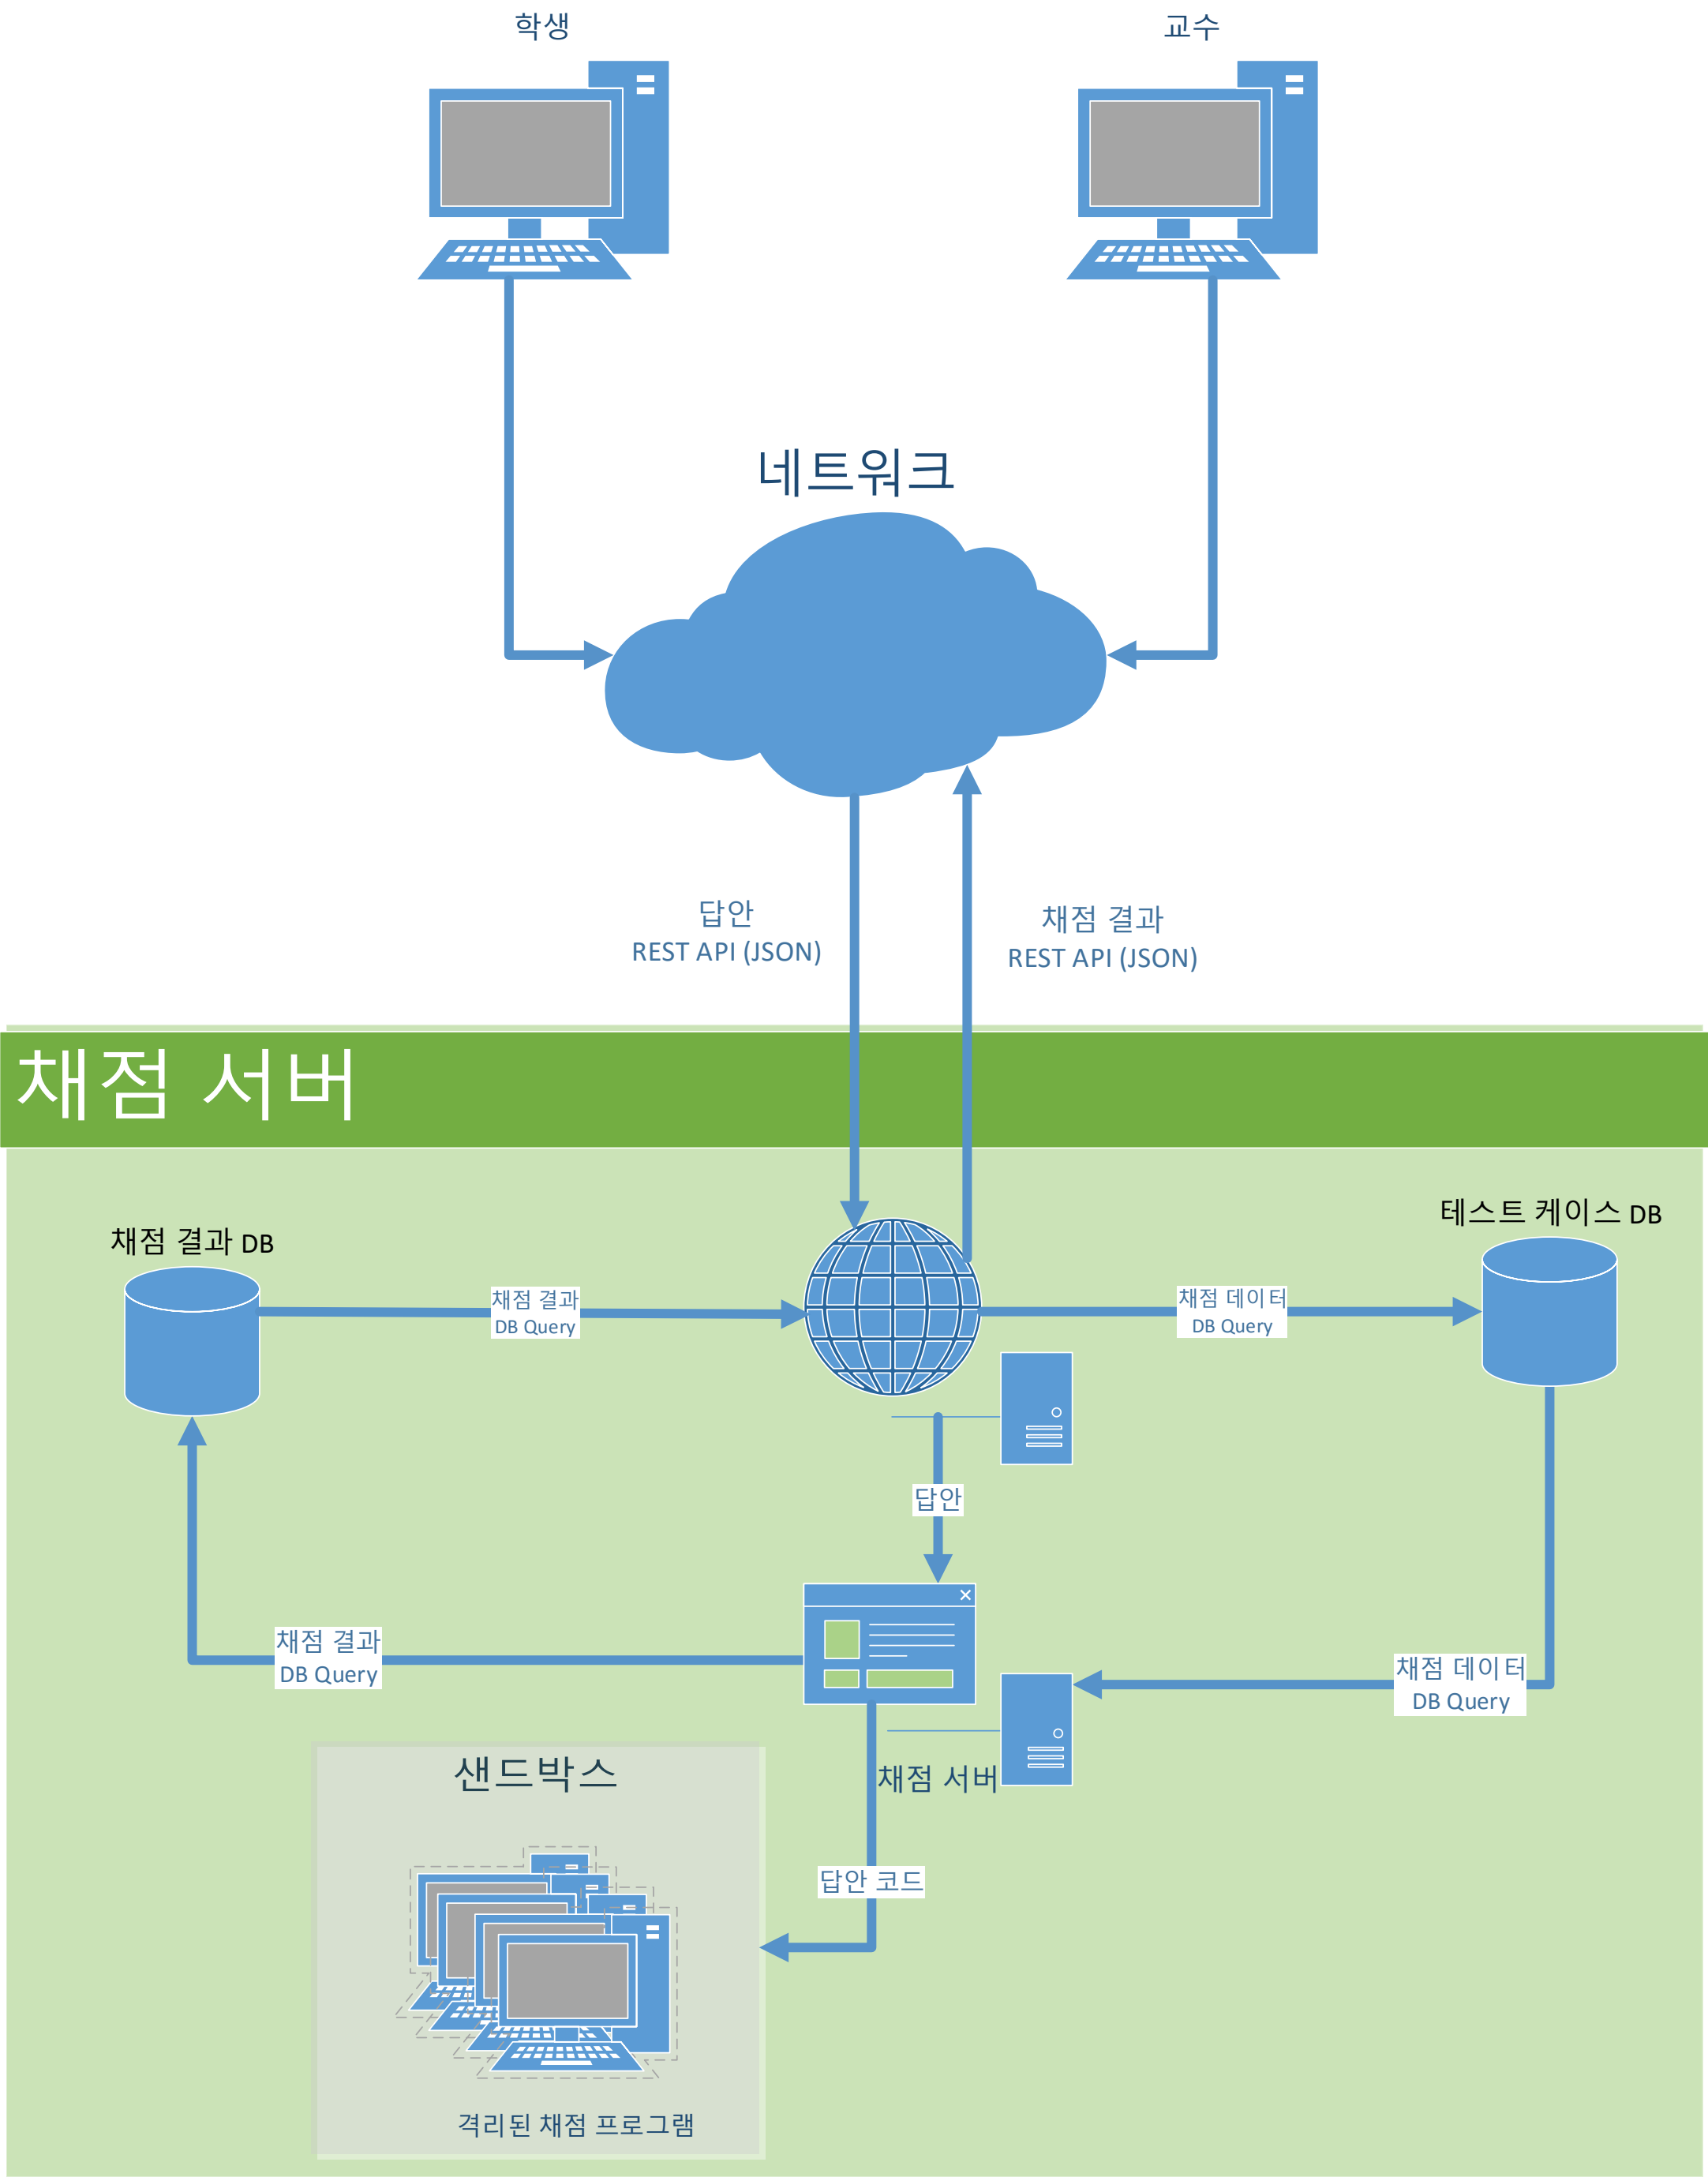 학생
교수
네트워크
답안
REST API (JSON)
채점 결과
REST API (JSON)
채점 서버
채점 결과 DB
테스트 케이스 DB
채점 결과
DB Query
채점 데이터
DB Query
답안
채점 결과
DB Query
채점 데이터
DB Query
샌드박스
채점 서버
답안 코드
격리된 채점 프로그램